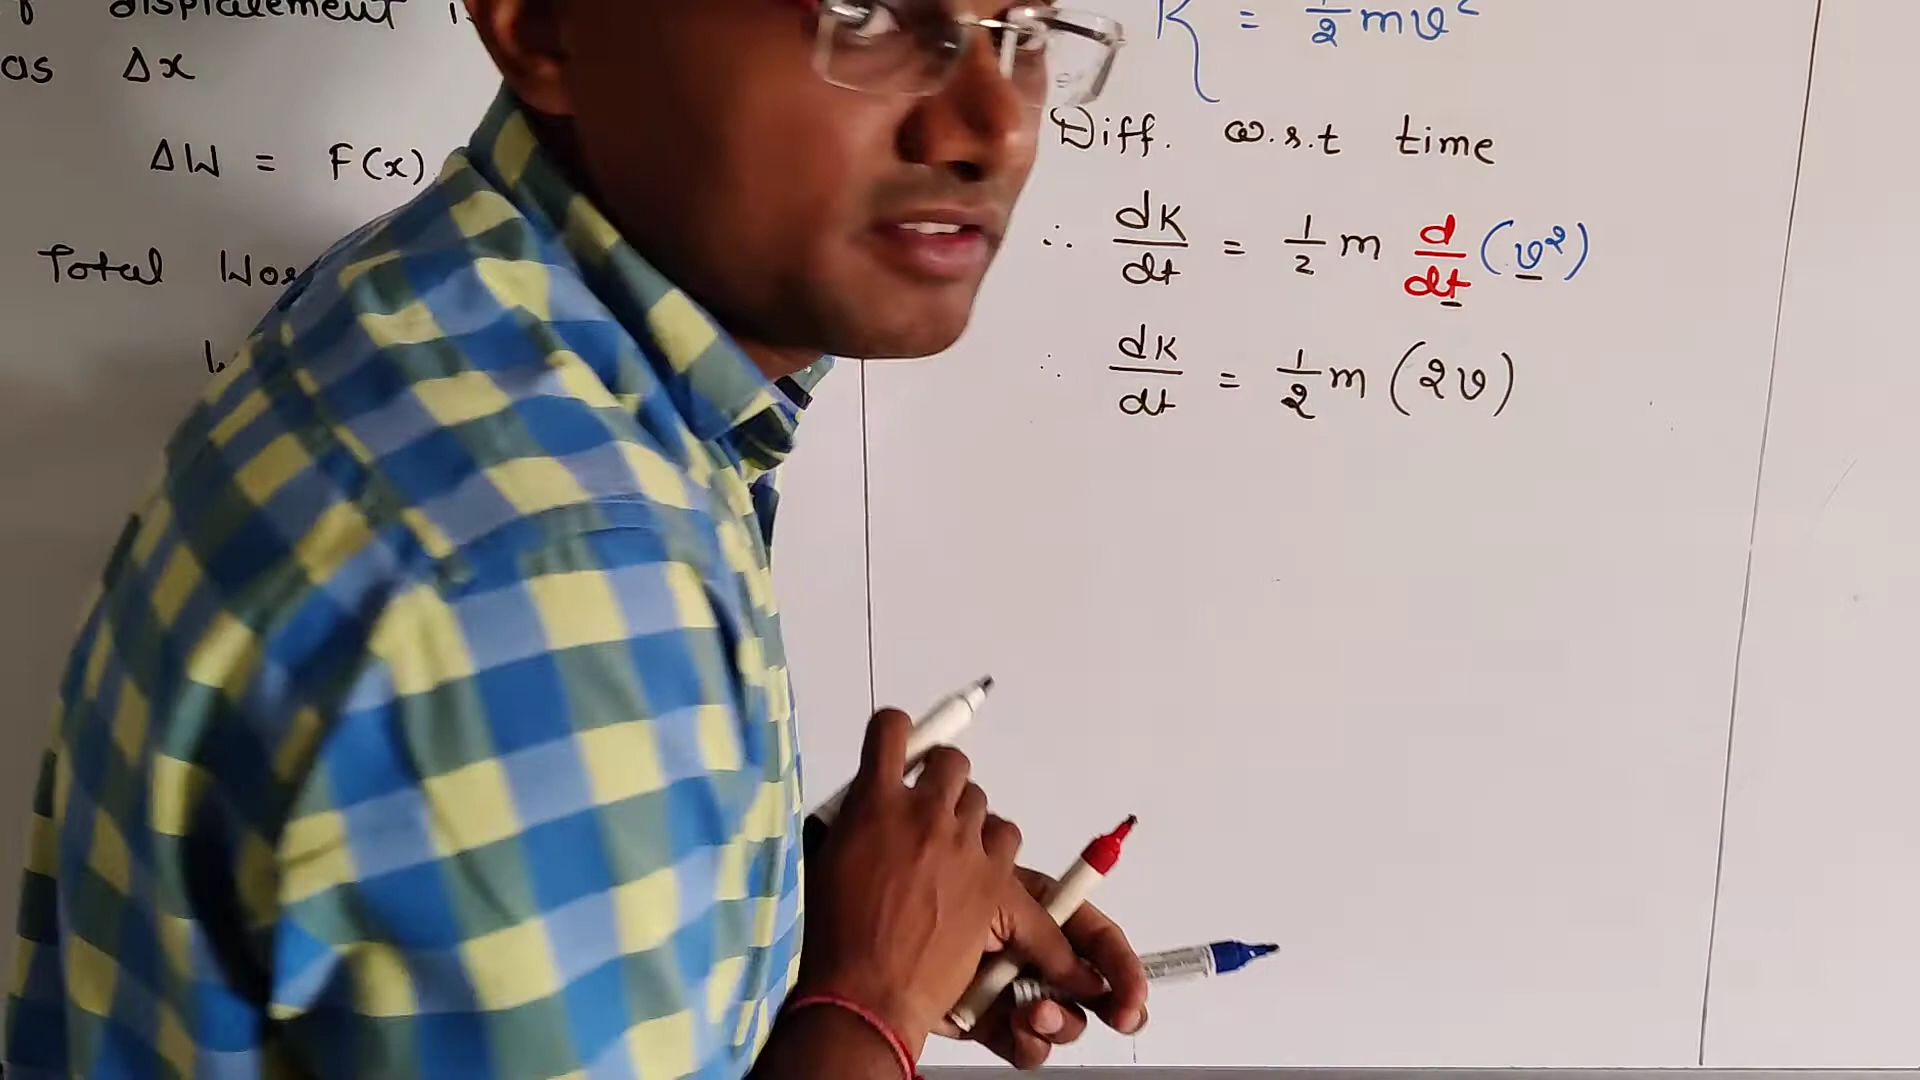 displacement
as Δx
ΔW = F(x).
Total
K = 1/2 mv²
Diff. w.r.t time
∴ dK/dt = 1/2 m d/dt (v²)
∴ dK/dt = 1/2 m (2v)